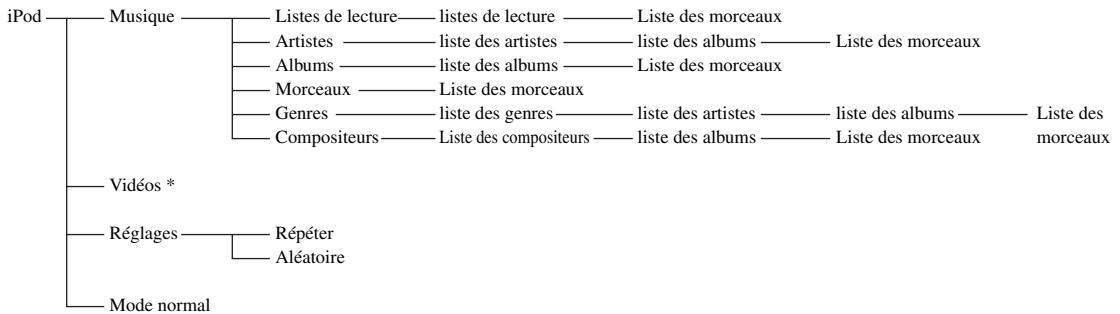 iPod Musique Listes de lecture listes de lecture Liste des morceaux
Artistes liste des artistes liste des albums Liste des morceaux
Albums liste des albums Liste des morceaux
Morceaux Liste des morceaux
Genres liste des genres liste des artistes liste des albums Liste des
Compositeurs Liste des compositeurs liste des albums Liste des morceaux morceaux
Vidéos *
Réglages Répéter
Aléatoire
Mode normal